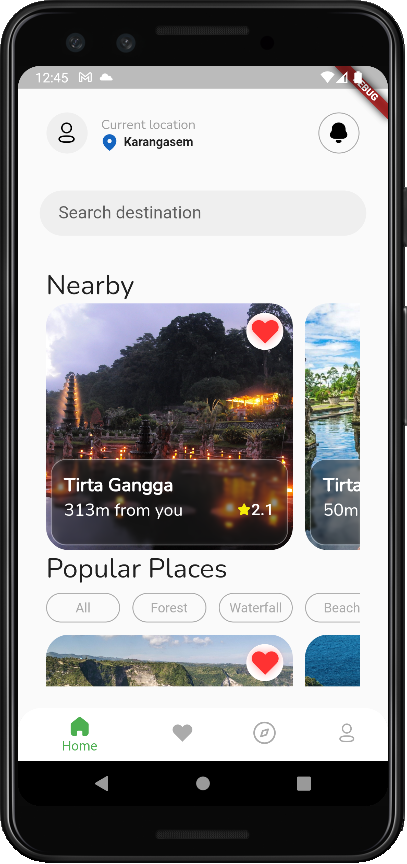 12:45
EBUG
Current location
Karangasem
Search destination
Nearby
Tirta Gangga
313m from you
2.1
Tirta
50m
Popular Places
All
Forest
Waterfall
Beach
Home